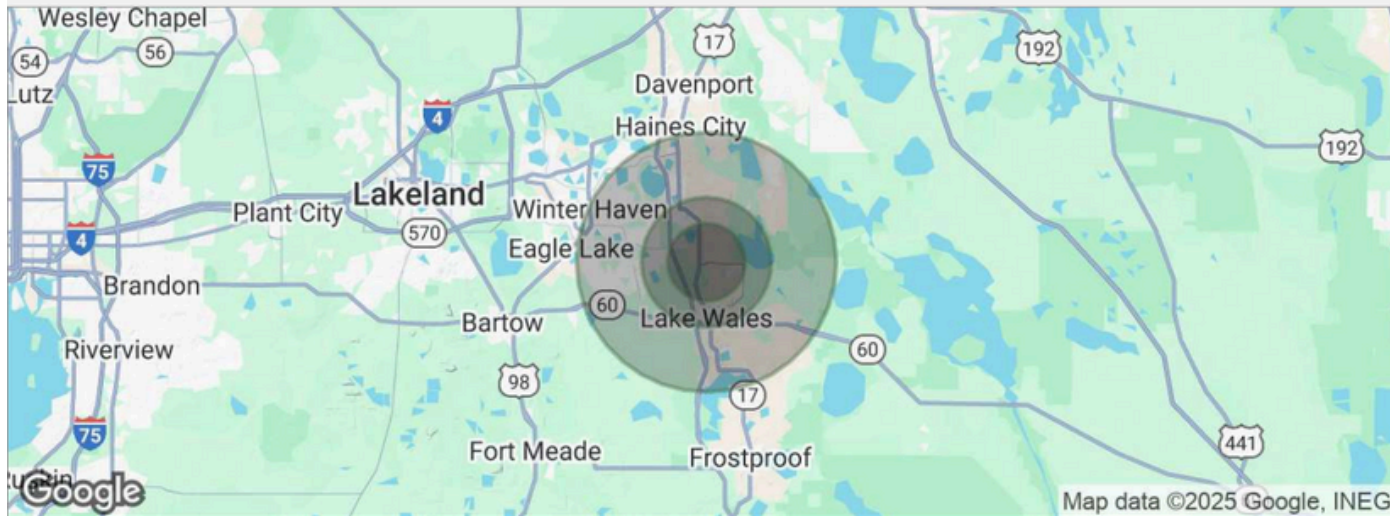 Wesley Chapel
17
192
56
54
Davenport
Lutz
4
Haines City
192
75
Lakeland
Plant City
Winter Haven
570
4
Eagle Lake
Brandon
60
Lake Wales
Bartow
60
Riverview
98
17
75
441
Fort Meade
Frostproof
Google
Map data ©2025 Google, INEG